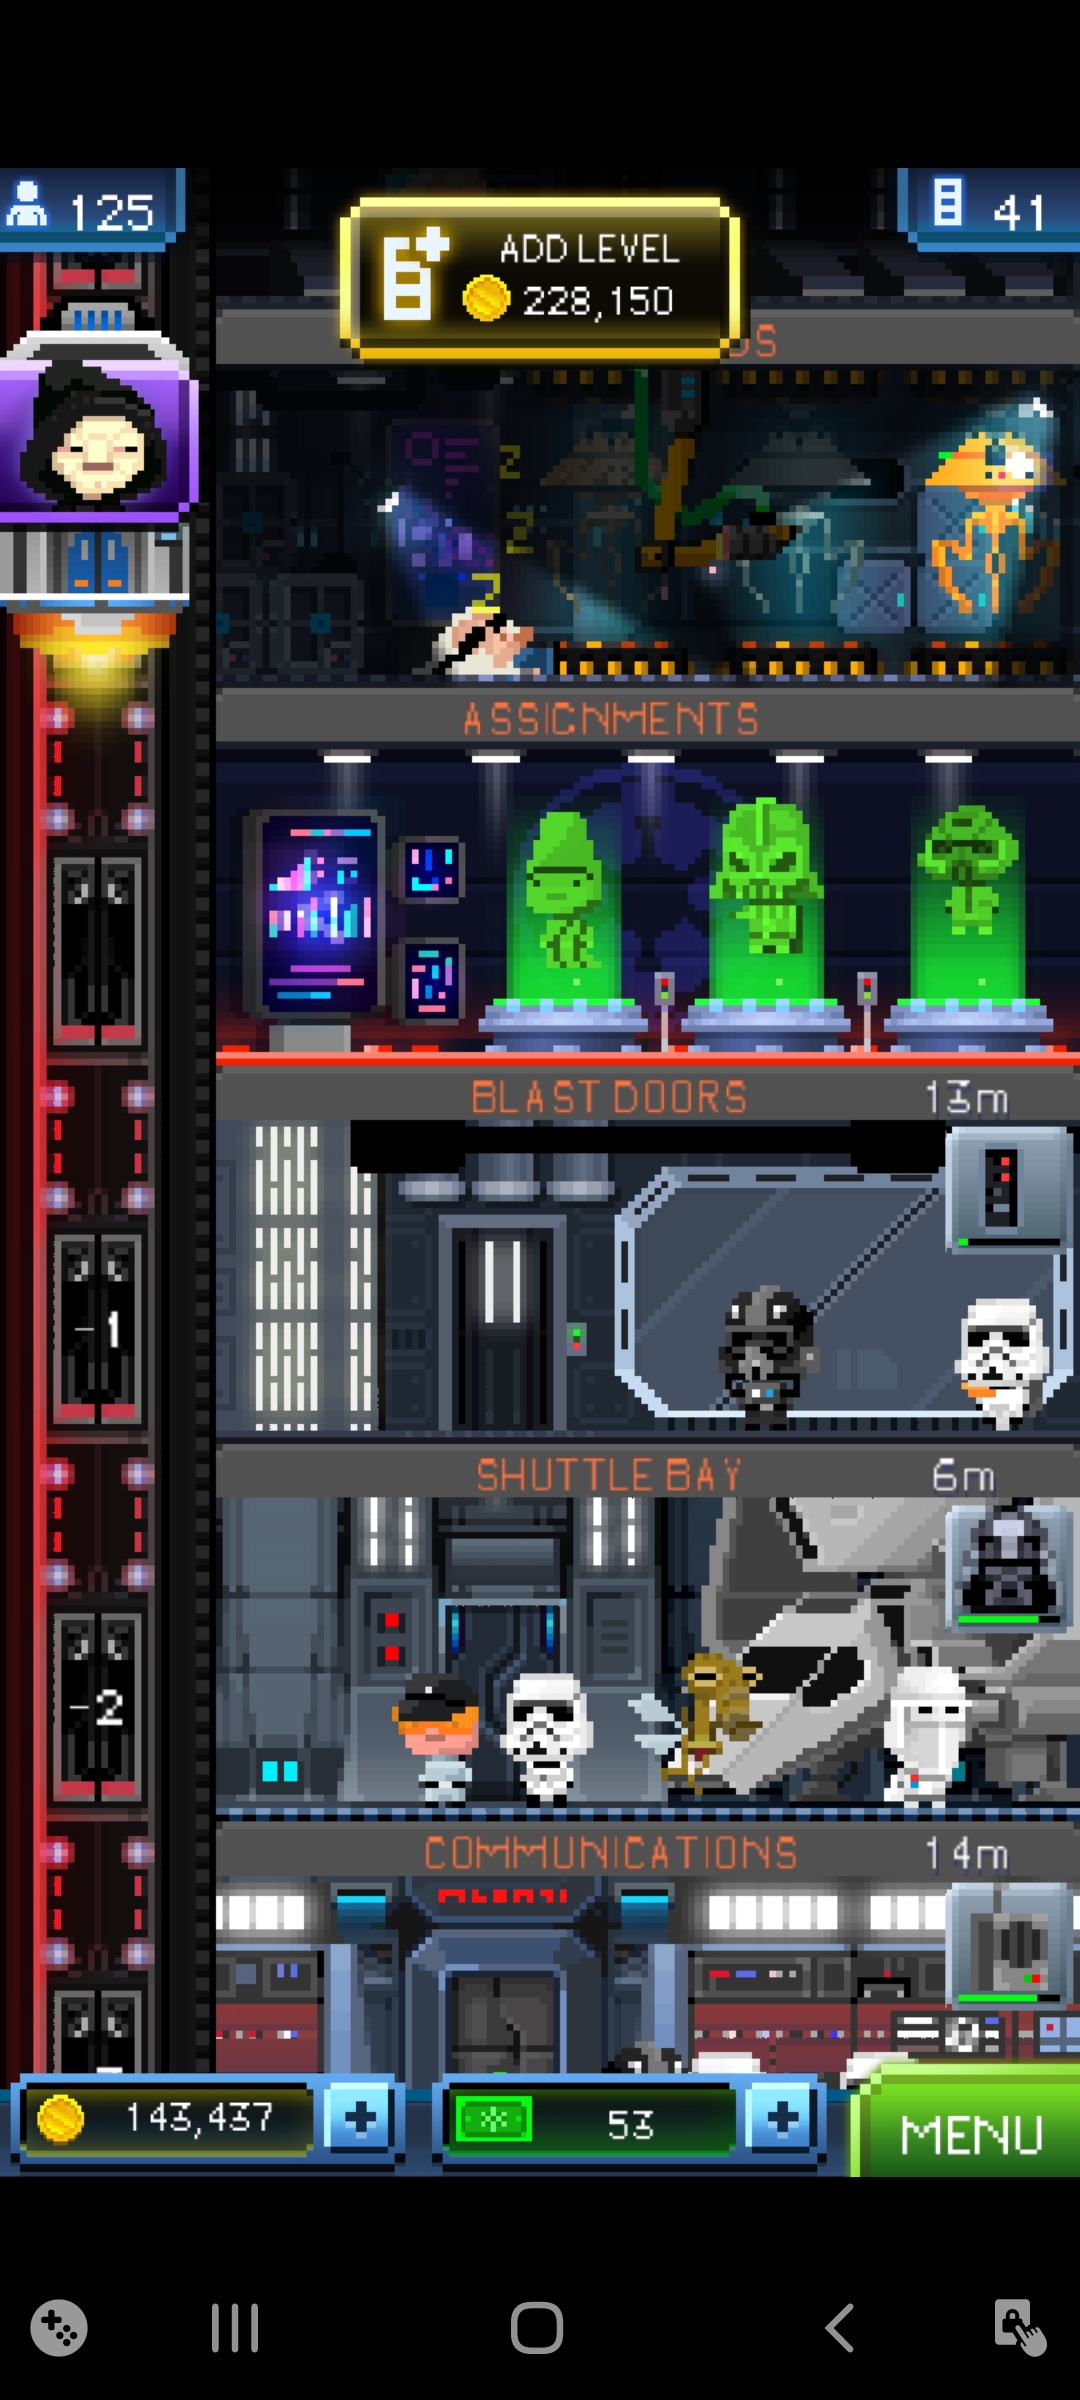 125
41
ADD LEVEL
228,150
DS
Z
Z
Z
ASSIGNMENTS
BLAST DOORS
13m
-1
SHUTTLE BAY
6m
-2
COMMUNICATIONS
14m
143,437
53
MENU